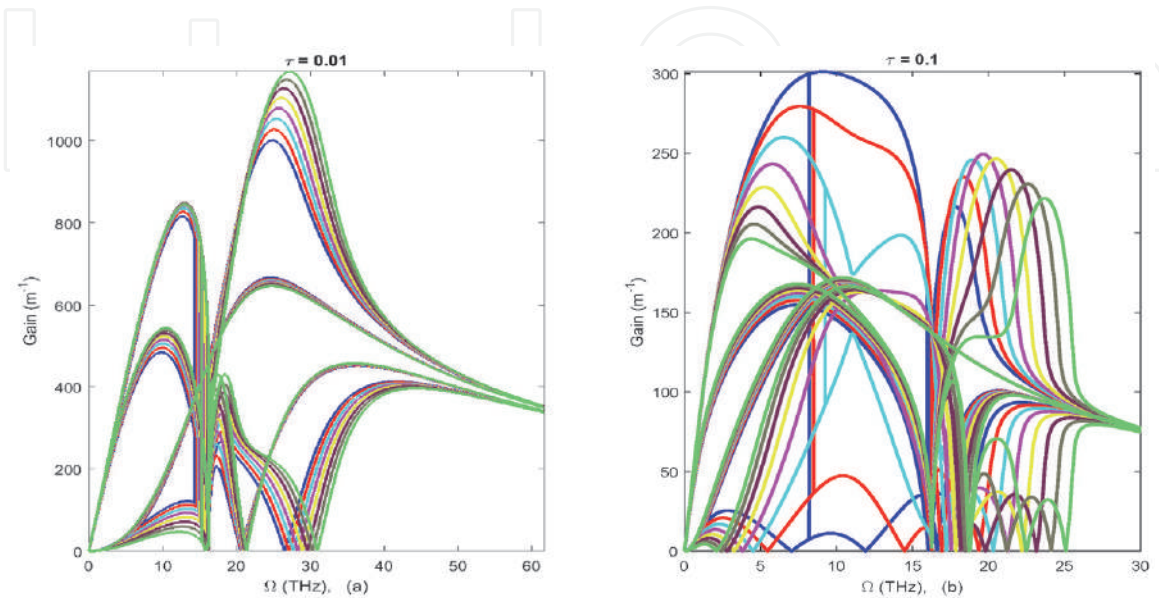 τ = 0.01
1000
800
600
400
200
0
Gain (m⁻¹)
0 10 20 30 40 50 60
Ω (THz), (a)
τ = 0.1
300
250
200
150
100
50
0
Gain (m⁻¹)
0 5 10 15 20 25 30
Ω (THz), (b)